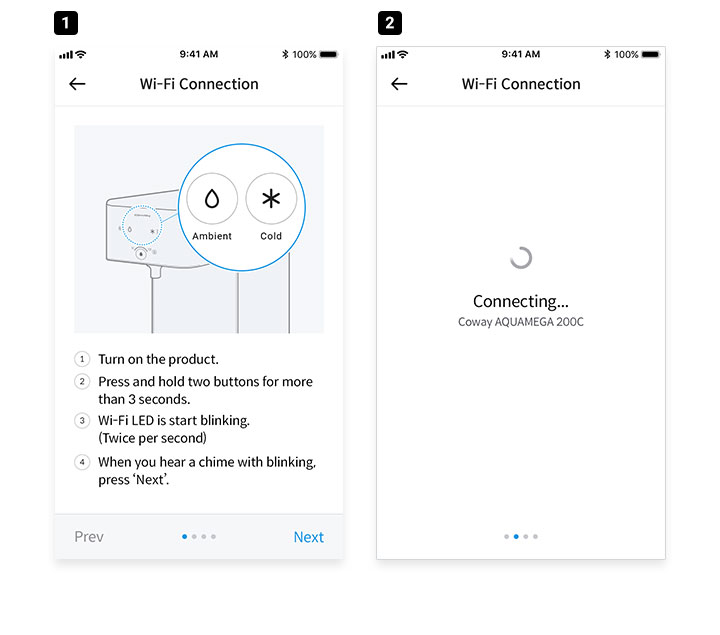 1
9:41 AM
100%
Wi-Fi Connection
Ambient
Cold
1 Turn on the product.
2 Press and hold two buttons for more
than 3 seconds.
3 Wi-Fi LED is start blinking.
(Twice per second)
4 When you hear a chime with blinking,
press ‘Next’.
Prev
Next
2
9:41 AM
100%
Wi-Fi Connection
Connecting...
Coway AQUAMEGA 200C